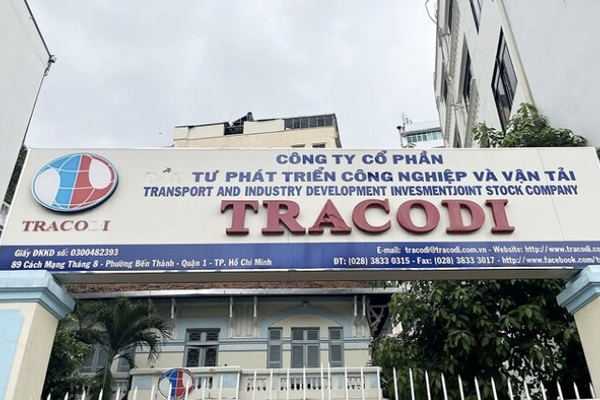 CÔNG TY CỔ PHẦN
ĐẦU TƯ PHÁT TRIỂN CÔNG NGHIỆP VÀ VẬN TẢI
TRANSPORT AND INDUSTRY DEVELOPMENT INVESMENTJOINT STOCK COMPANY
TRACODI
TRACODI
Giấy ĐKKD số: 0300482393
89 Cách Mạng Tháng 8 - Phường Bến Thành - Quận 1 - TP. Hồ Chí Minh
E-mail: tracodi@tracodi.com.vn - Website: http://www.tracodi.co
ĐT: (028) 3833 0315 - Fax: (028) 3833 3017 - http://www.facebook.com/t